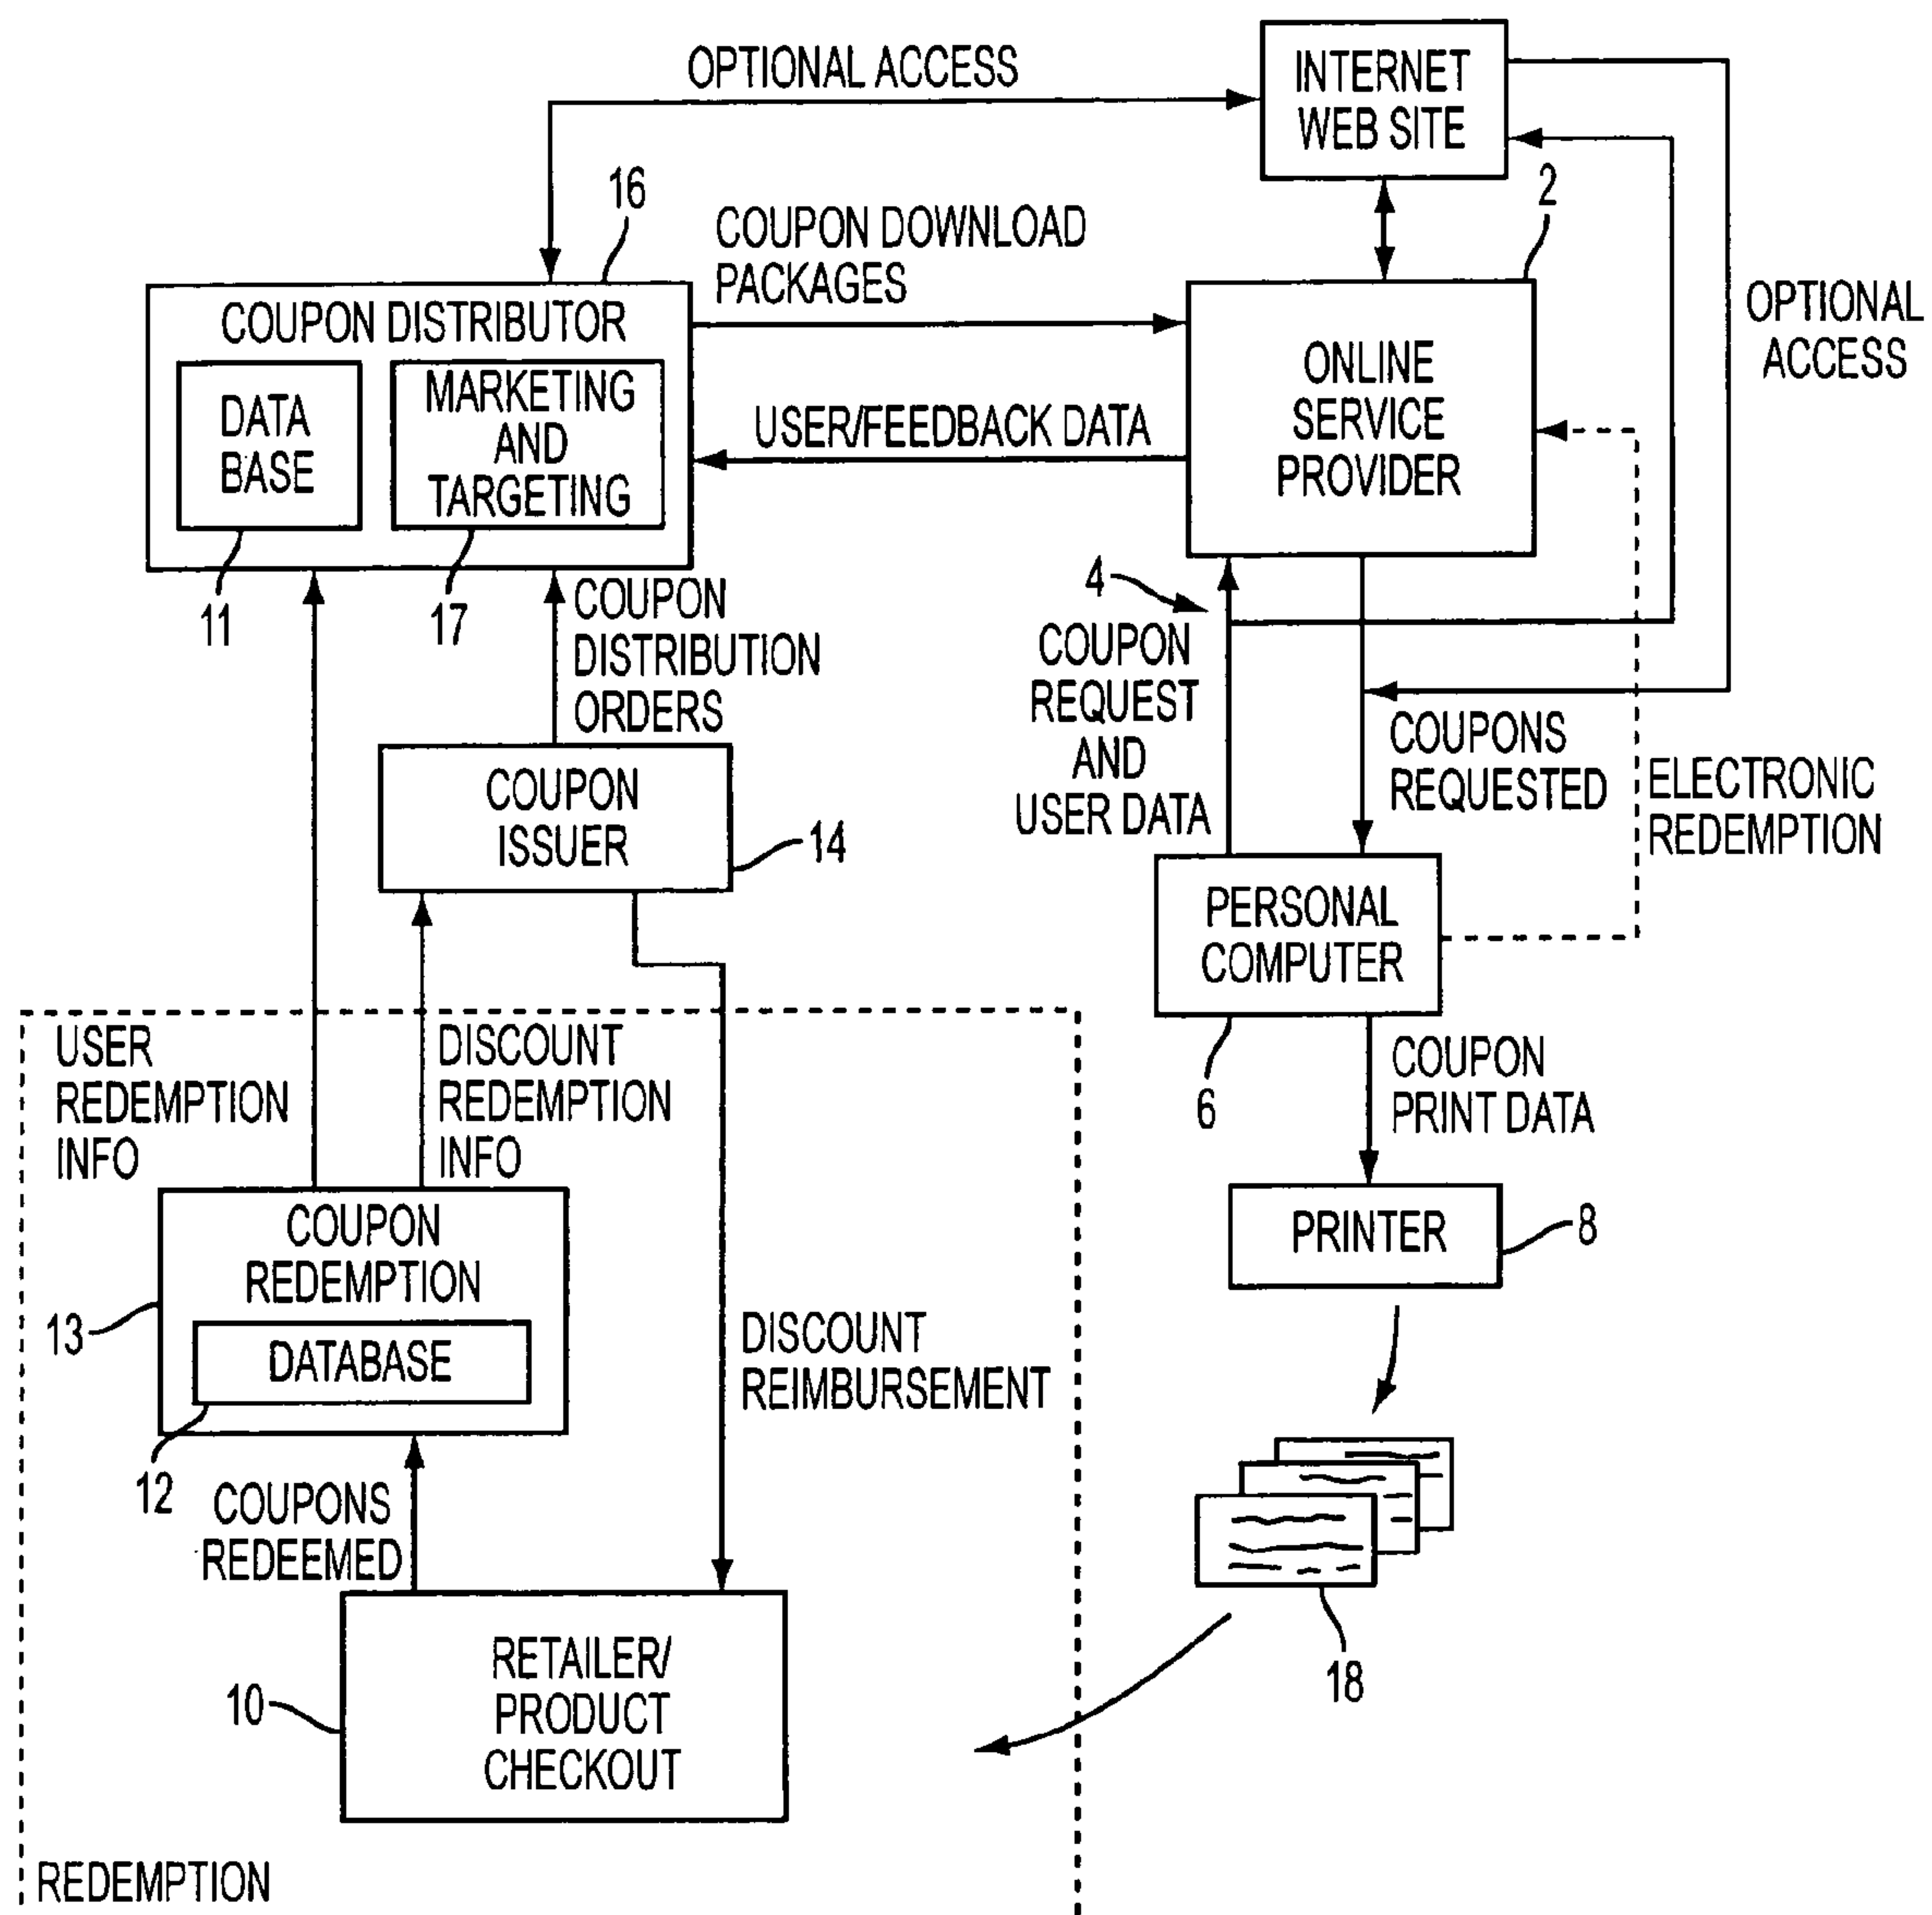 OPTIONAL ACCESS
INTERNET
WEB SITE
16
COUPON DOWNLOAD
PACKAGES
2
OPTIONAL
ACCESS
COUPON DISTRIBUTOR
DATA
BASE
MARKETING
AND
TARGETING
USER/FEEDBACK DATA
ONLINE
SERVICE
PROVIDER
11
17
COUPON
DISTRIBUTION
ORDERS
4
COUPON
REQUEST
AND
USER DATA
COUPONS
REQUESTED
ELECTRONIC
REDEMPTION
COUPON
ISSUER
14
PERSONAL
COMPUTER
6
COUPON
PRINT DATA
USER
REDEMPTION
INFO
DISCOUNT
REDEMPTION
INFO
COUPON
REDEMPTION
DATABASE
13
12
PRINTER
8
DISCOUNT
REIMBURSEMENT
COUPONS
REDEEMED
18
10
RETAILER/
PRODUCT
CHECKOUT
REDEMPTION